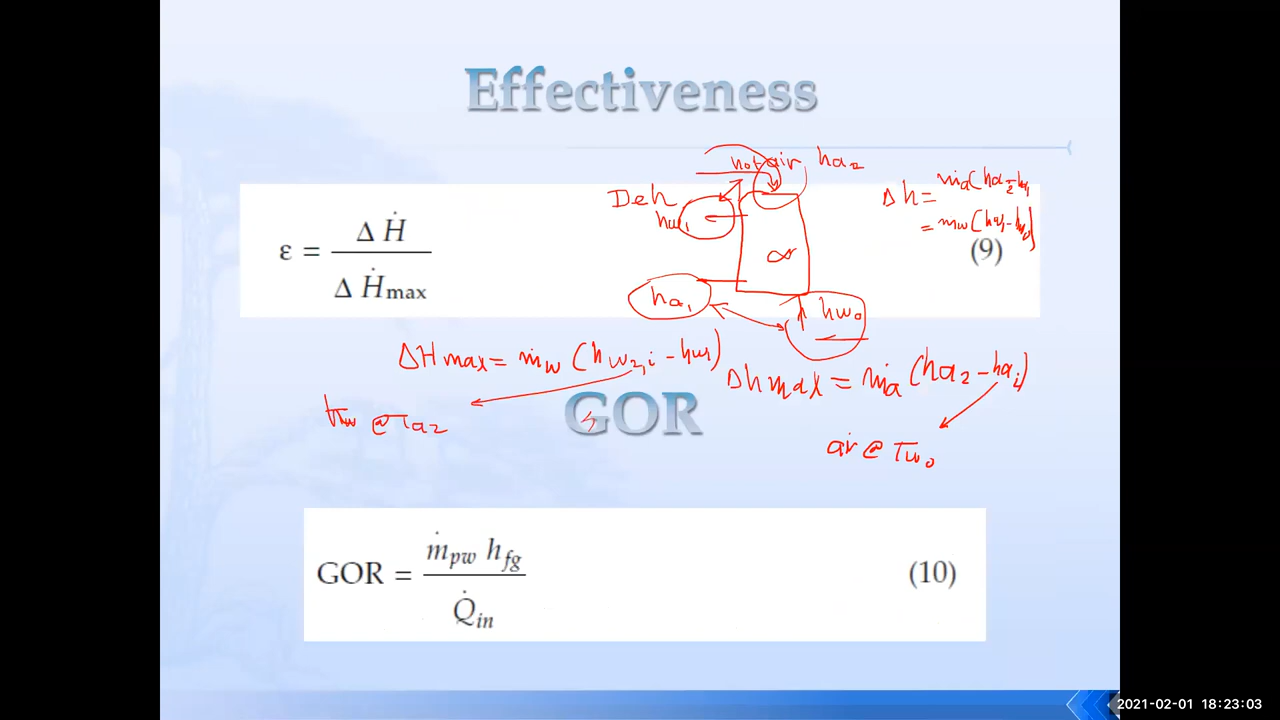 Effectiveness
hot air ha2
Deh
hw1
Δh = ṁa(ha2-ha1
= ṁw(hw1-hw0)
ε = ΔḢ / ΔḢmax
(9)
∞
ha1
hw0
ΔHmax = ṁw (hw2,i - hw1)
Δhmax = ṁa (ha2 - hai)
@ Ta2
GOR
air @ Tw0
GOR = ṁpw hfg / Q̇in
(10)
2021-02-01 18:23:03